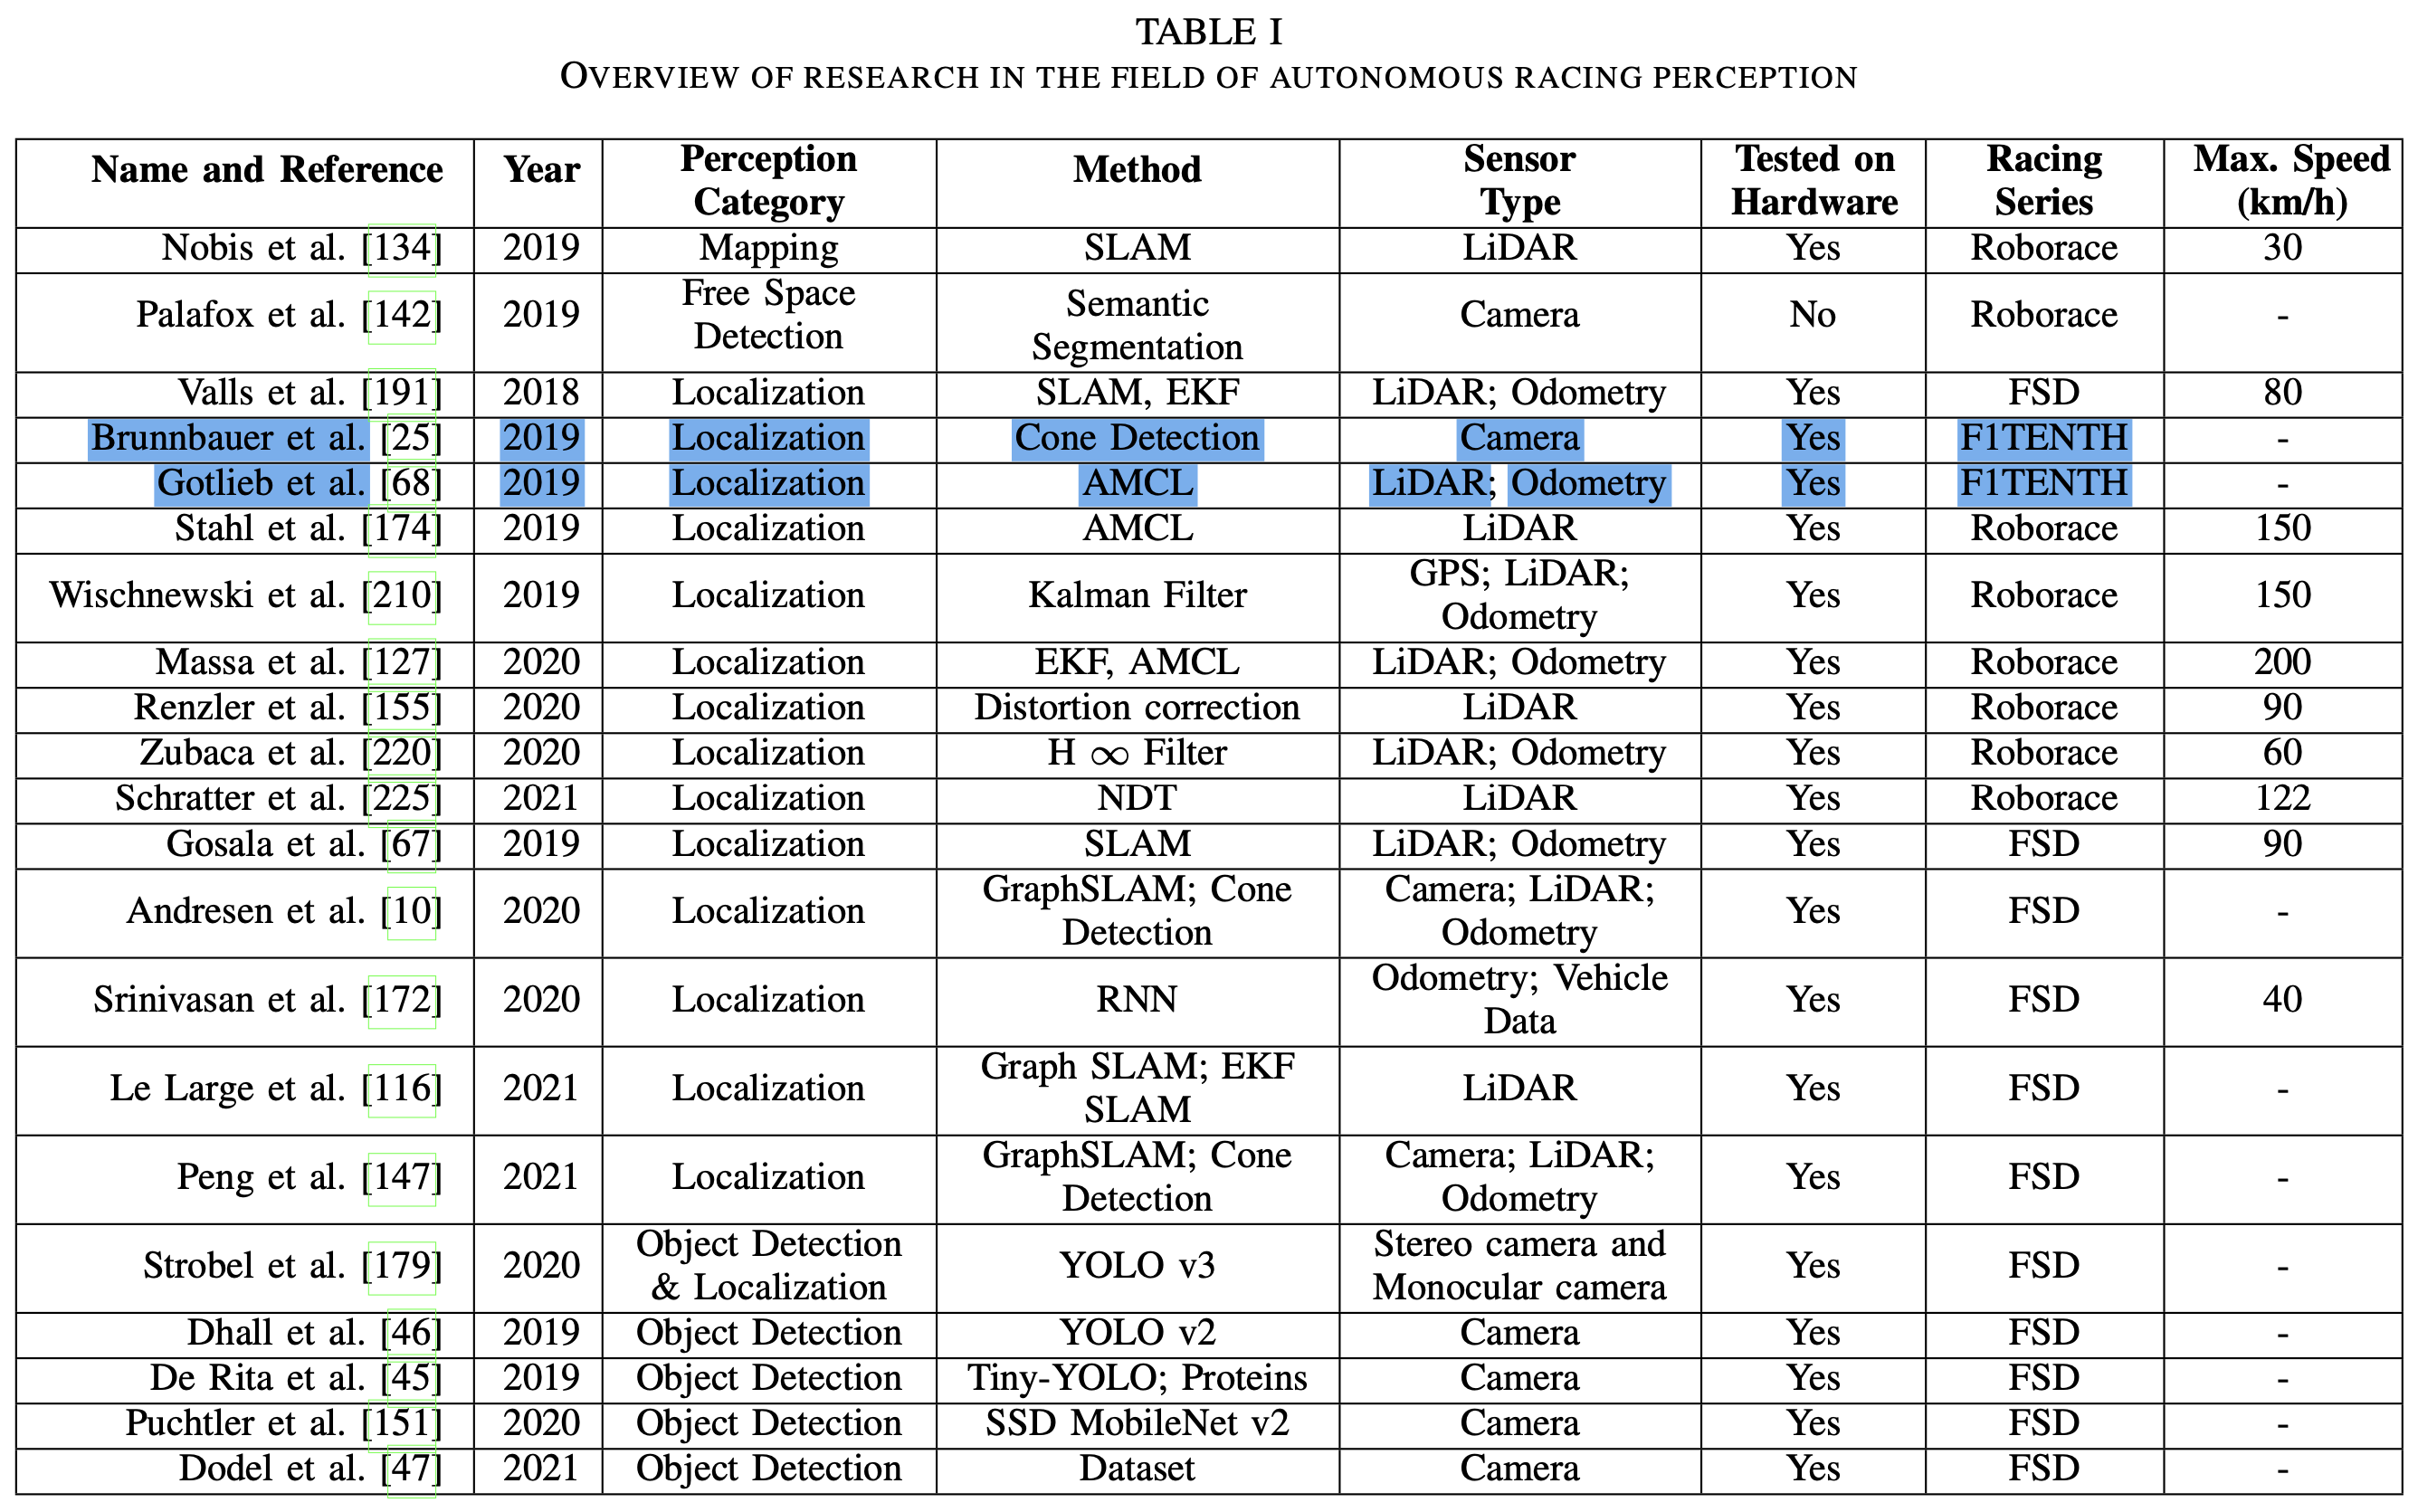 TABLE I
OVERVIEW OF RESEARCH IN THE FIELD OF AUTONOMOUS RACING PERCEPTION
Name and Reference Year Perception Category Method Sensor Type Tested on Hardware Racing Series Max. Speed (km/h)
Nobis et al. [134] 2019 Mapping SLAM LiDAR Yes Roborace 30
Palafox et al. [142] 2019 Free Space Detection Semantic Segmentation Camera No Roborace -
Valls et al. [191] 2018 Localization SLAM, EKF LiDAR; Odometry Yes FSD 80
Brunnbauer et al. [25] 2019 Localization Cone Detection Camera Yes F1TENTH -
Gotlieb et al. [68] 2019 Localization AMCL LiDAR; Odometry Yes F1TENTH -
Stahl et al. [174] 2019 Localization AMCL LiDAR Yes Roborace 150
Wischnewski et al. [210] 2019 Localization Kalman Filter GPS; LiDAR; Odometry Yes Roborace 150
Massa et al. [127] 2020 Localization EKF, AMCL LiDAR; Odometry Yes Roborace 200
Renzler et al. [155] 2020 Localization Distortion correction LiDAR Yes Roborace 90
Zubaca et al. [220] 2020 Localization H ∞ Filter LiDAR; Odometry Yes Roborace 60
Schratter et al. [225] 2021 Localization NDT LiDAR Yes Roborace 122
Gosala et al. [67] 2019 Localization SLAM LiDAR; Odometry Yes FSD 90
Andresen et al. [10] 2020 Localization GraphSLAM; Cone Detection Camera; LiDAR; Odometry Yes FSD -
Srinivasan et al. [172] 2020 Localization RNN Odometry; Vehicle Data Yes FSD 40
Le Large et al. [116] 2021 Localization Graph SLAM; EKF SLAM LiDAR Yes FSD -
Peng et al. [147] 2021 Localization GraphSLAM; Cone Detection Camera; LiDAR; Odometry Yes FSD -
Strobel et al. [179] 2020 Object Detection & Localization YOLO v3 Stereo camera and Monocular camera Yes FSD -
Dhall et al. [46] 2019 Object Detection YOLO v2 Camera Yes FSD -
De Rita et al. [45] 2019 Object Detection Tiny-YOLO; Proteins Camera Yes FSD -
Puchtler et al. [151] 2020 Object Detection SSD MobileNet v2 Camera Yes FSD -
Dodel et al. [47] 2021 Object Detection Dataset Camera Yes FSD -